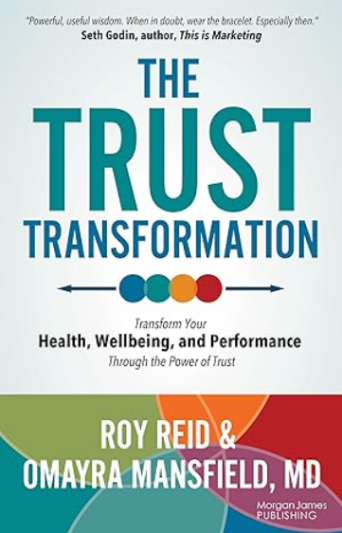 "Powerful, useful wisdom. When in doubt, wear the bracelet. Especially then."
Seth Godin, author, This is Marketing
THE
TRUST
TRANSFORMATION
Transform Your
Health, Wellbeing, and Performance
Through the Power of Trust
ROY REID &
OMAYRA MANSFIELD, MD
Morgan James
PUBLISHING